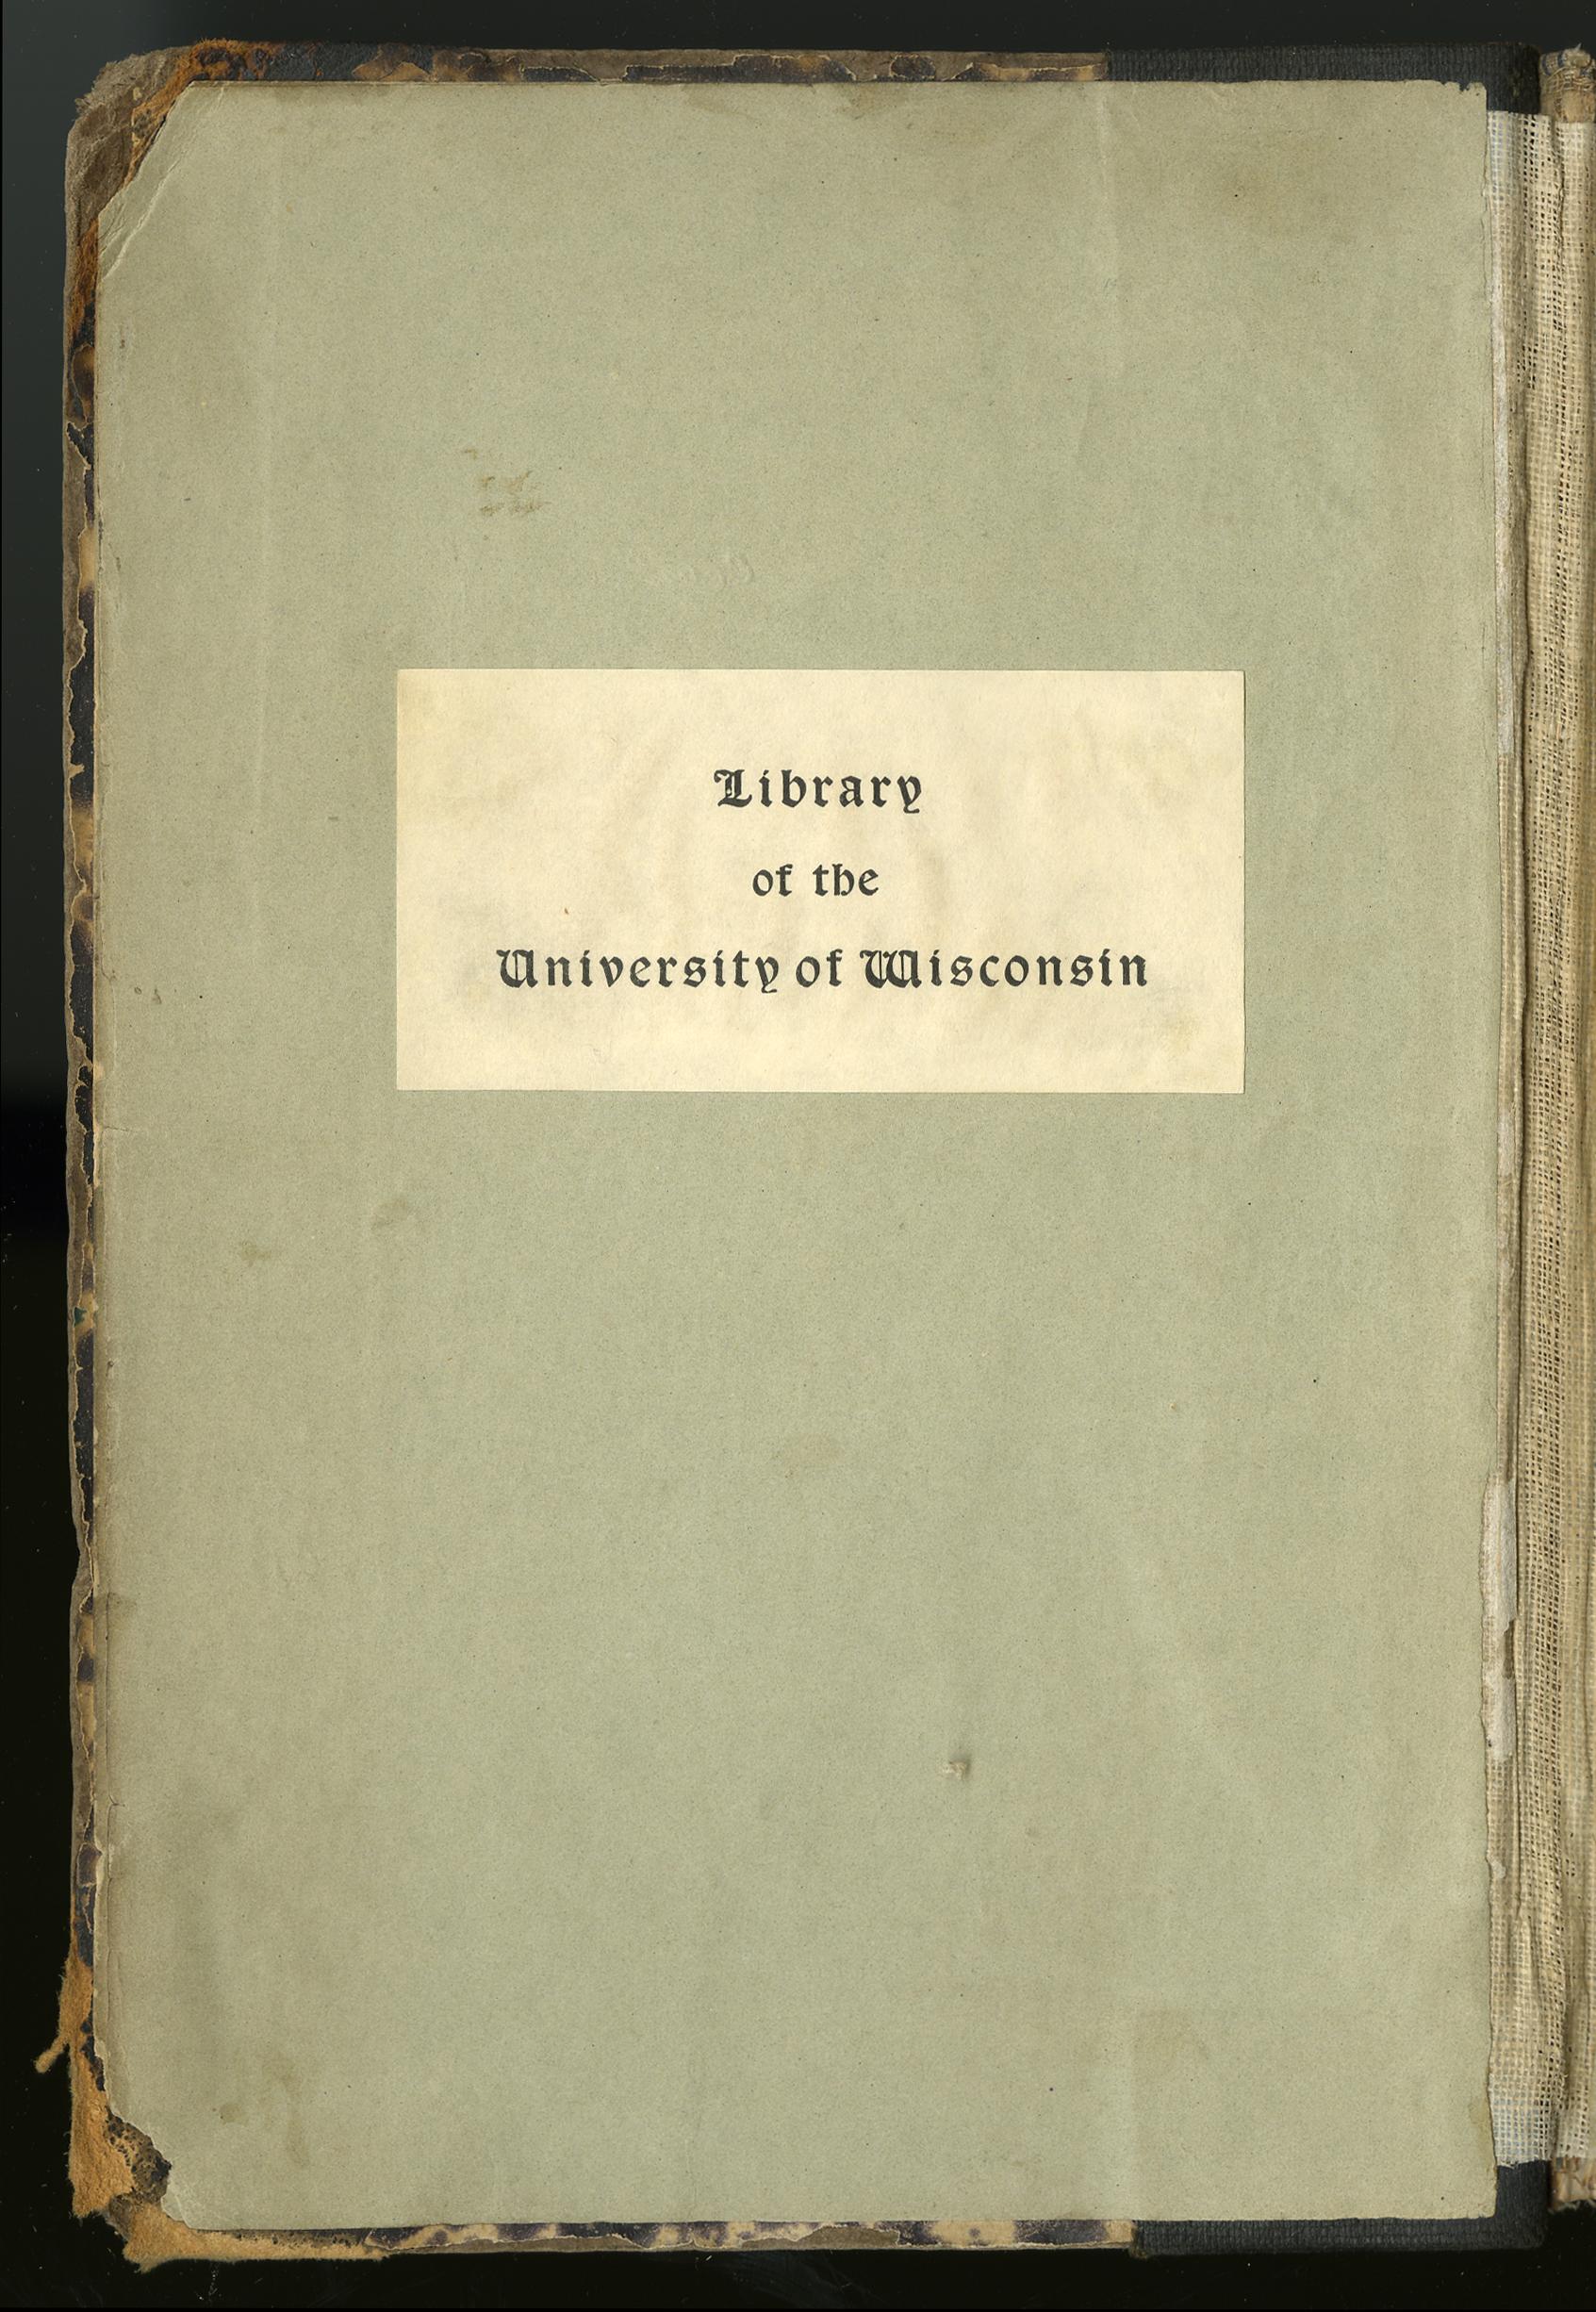 Library
of the
University of Wisconsin